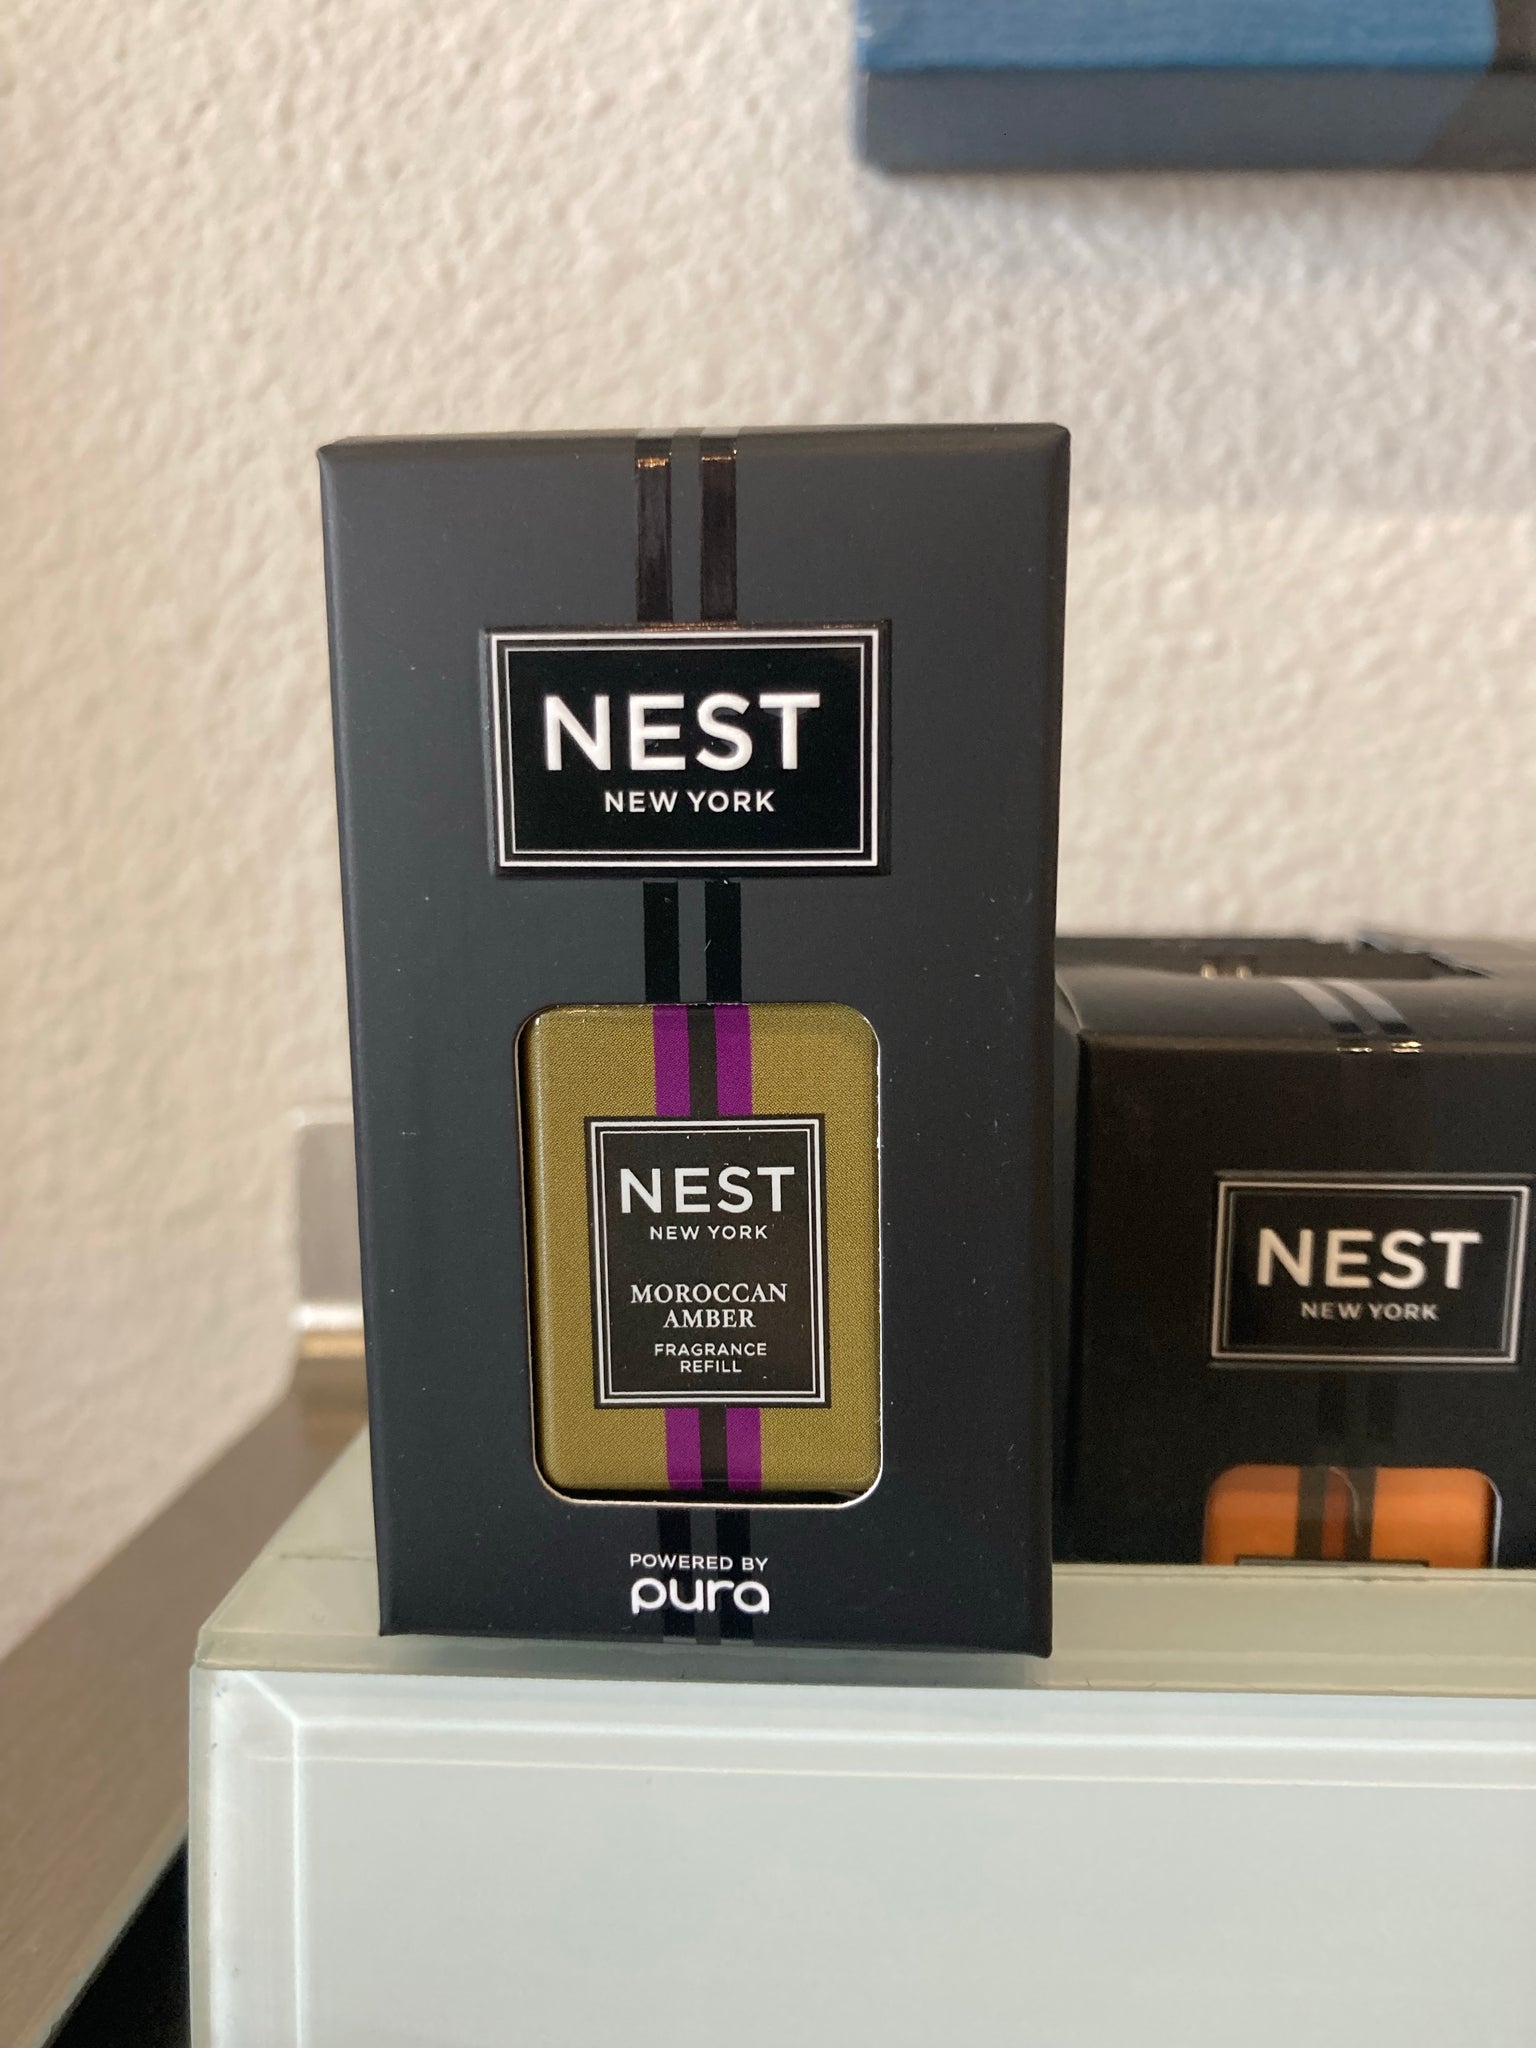 NEST
NEW YORK
NEST
NEW YORK
MOROCCAN
AMBER
FRAGRANCE
REFILL
POWERED BY
pura
NEST
NEW YORK